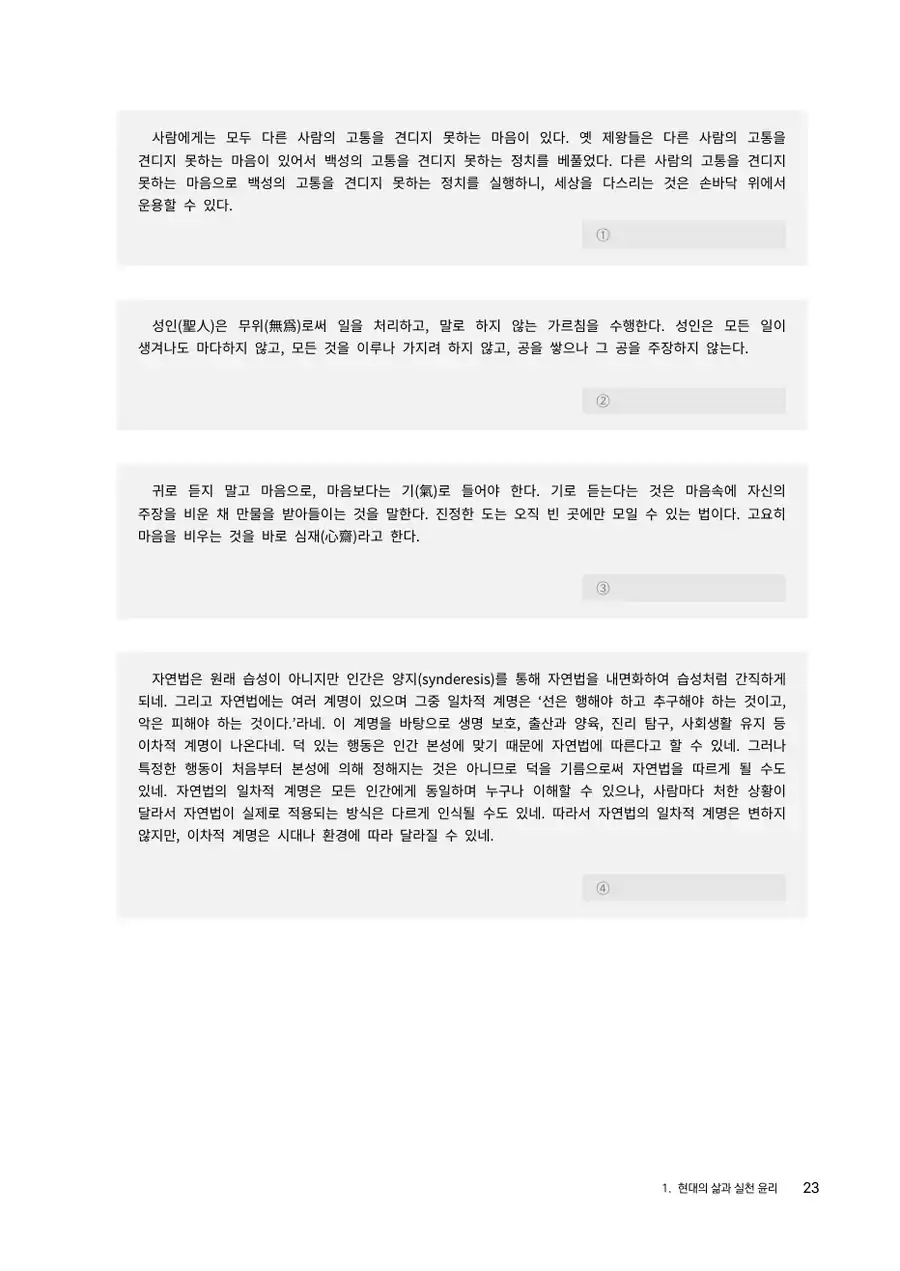 사람에게는 모두 다른 사람의 고통을 견디지 못하는 마음이 있다. 옛 제왕들은 다른 사람의 고통을
견디지 못하는 마음이 있어서 백성의 고통을 견디지 못하는 정치를 베풀었다. 다른 사람의 고통을 견디지
못하는 마음으로 백성의 고통을 견디지 못하는 정치를 실행하니, 세상을 다스리는 것은 손바닥 위에서
운용할 수 있다.
①
성인(聖人)은 무위(無爲)로써 일을 처리하고, 말로 하지 않는 가르침을 수행한다. 성인은 모든 일이
생겨나도 마다하지 않고, 모든 것을 이루나 가지려 하지 않고, 공을 쌓으나 그 공을 주장하지 않는다.
②
귀로 듣지 말고 마음으로, 마음보다는 기(氣)로 들어야 한다. 기로 듣는다는 것은 마음속에 자신의
주장을 비운 채 만물을 받아들이는 것을 말한다. 진정한 도는 오직 빈 곳에만 모일 수 있는 법이다. 고요히
마음을 비우는 것을 바로 심재(心齋)라고 한다.
③
자연법은 원래 습성이 아니지만 인간은 양지(synderesis)를 통해 자연법을 내면화하여 습성처럼 간직하게
되네. 그리고 자연법에는 여러 계명이 있으며 그중 일차적 계명은 ‘선은 행해야 하고 추구해야 하는 것이고,
악은 피해야 하는 것이다.’라네. 이 계명을 바탕으로 생명 보호, 출산과 양육, 진리 탐구, 사회생활 유지 등
이차적 계명이 나온다네. 덕 있는 행동은 인간 본성에 맞기 때문에 자연법에 따른다고 할 수 있네. 그러나
특정한 행동이 처음부터 본성에 의해 정해지는 것은 아니므로 덕을 기름으로써 자연법을 따르게 될 수도
있네. 자연법의 일차적 계명은 모든 인간에게 동일하며 누구나 이해할 수 있으나, 사람마다 처한 상황이
달라서 자연법이 실제로 적용되는 방식은 다르게 인식될 수도 있네. 따라서 자연법의 일차적 계명은 변하지
않지만, 이차적 계명은 시대나 환경에 따라 달라질 수 있네.
④
1. 현대의 삶과 실천 윤리 23